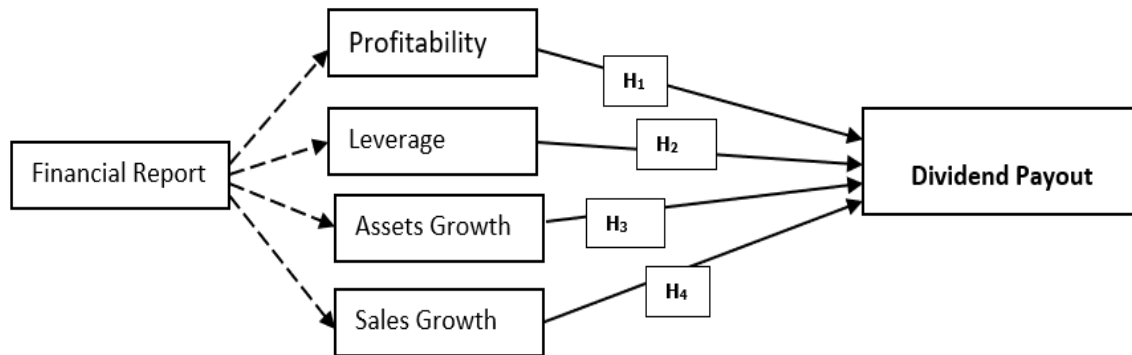 Profitability
H₁
Leverage
H₂
Financial Report
Dividend Payout
Assets Growth
H₃
Sales Growth
H₄